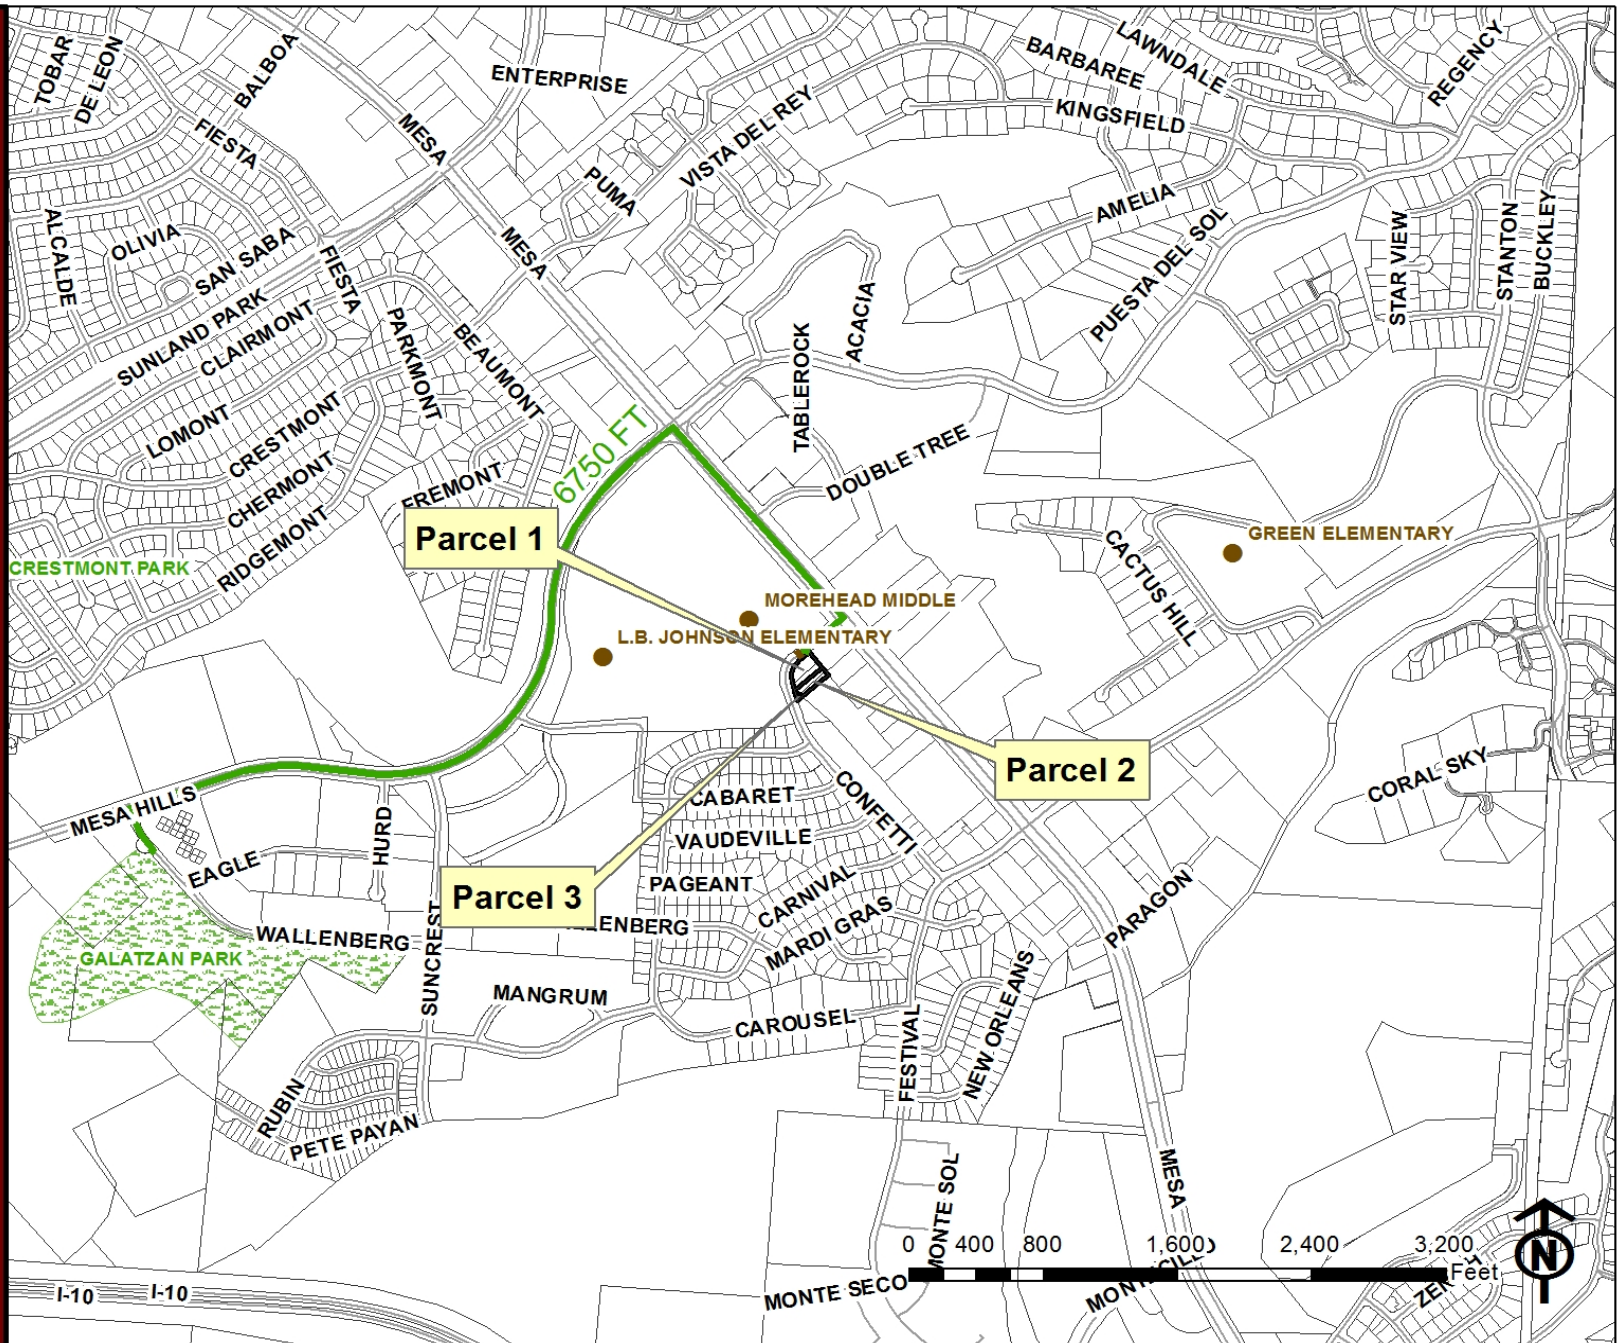 TOBAR
DE LEON
BALBOA
ENTERPRISE
BARBAREE
LAWNDALE
REGENCY
FIESTA
MESA
VISTA DEL REY
KINGSFIELD
PUMA
AMELIA
ALCALDE
OLIVIA
SAN SABA
FIESTA
MESA
PUESTA DEL SOL
STAR VIEW
STANTON
BUCKLEY
SUNLAND PARK
CLAIRMONT
PARKMONT
BEAUMONT
TABLEROCK
ACACIA
LOMONT
CRESTMONT
CHERMONT
RIDGEMONT
FREMONT
6750 FT
DOUBLE TREE
Parcel 1
CRESTMONT PARK
CACTUS HILL
GREEN ELEMENTARY
MOREHEAD MIDDLE
L.B. JOHNSON ELEMENTARY
Parcel 2
MESA HILLS
HURD
CABARET
CONFETTI
CORAL SKY
VAUDEVILLE
EAGLE
PAGEANT
Parcel 3
CARNIVAL
PARAGON
WALLENBERG
LENBERG
MARDI GRAS
GALATZAN PARK
SUNCREST
MANGRUM
CAROUSEL
FESTIVAL
NEW ORLEANS
RUBIN
PETE PAYAN
MONTE SOL
MESA
0 400 800 1,600 2,400 3,200
Feet
N
I-10
I-10
MONTE SECO